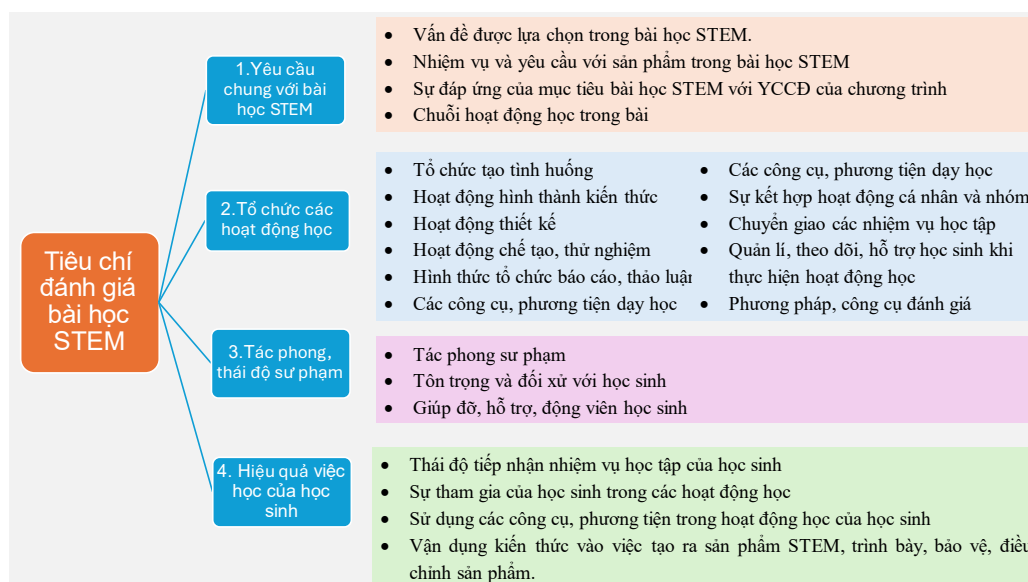 Tiêu chí
đánh giá
bài học
STEM
1.Yêu cầu
chung với bài
học STEM
• Vấn đề được lựa chọn trong bài học STEM.
• Nhiệm vụ và yêu cầu với sản phẩm trong bài học STEM
• Sự đáp ứng của mục tiêu bài học STEM với YCCĐ của chương trình
• Chuỗi hoạt động học trong bài
2.Tổ chức các
hoạt động học
• Tổ chức tạo tình huống
• Hoạt động hình thành kiến thức
• Hoạt động thiết kế
• Hoạt động chế tạo, thử nghiệm
• Hình thức tổ chức báo cáo, thảo luận
• Các công cụ, phương tiện dạy học
• Các công cụ, phương tiện dạy học
• Sự kết hợp hoạt động cá nhân và nhóm
• Chuyển giao các nhiệm vụ học tập
• Quản lí, theo dõi, hỗ trợ học sinh khi
thực hiện hoạt động học
• Phương pháp, công cụ đánh giá
3.Tác phong,
thái độ sư phạm
• Tác phong sư phạm
• Tôn trọng và đối xử với học sinh
• Giúp đỡ, hỗ trợ, động viên học sinh
4. Hiệu quả việc
học của học
sinh
• Thái độ tiếp nhận nhiệm vụ học tập của học sinh
• Sự tham gia của học sinh trong các hoạt động học
• Sử dụng các công cụ, phương tiện trong hoạt động học của học sinh
• Vận dụng kiến thức vào việc tạo ra sản phẩm STEM, trình bày, bảo vệ, điều
chỉnh sản phẩm.